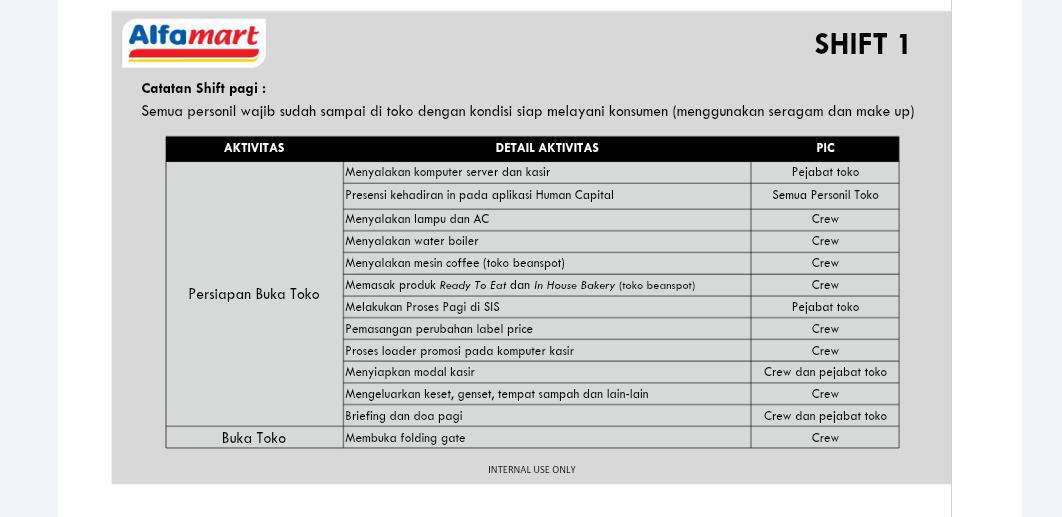 Alfamart
SHIFT 1
Catatan Shift pagi :
Semua personil wajib sudah sampai di toko dengan kondisi siap melayani konsumen (menggunakan seragam dan make up)
AKTIVITAS DETAIL AKTIVITAS PIC
Menyalakan komputer server dan kasir Pejabat toko
Presensi kehadiran in pada aplikasi Human Capital Semua Personil Toko
Menyalakan lampu dan AC Crew
Menyalakan water boiler Crew
Menyalakan mesin coffee (toko beanspot) Crew
Persiapan Buka Toko
Memasak produk Ready To Eat dan In House Bakery (toko beanspot) Crew
Melakukan Proses Pagi di SIS Pejabat toko
Pemasangan perubahan label price Crew
Proses loader promosi pada komputer kasir Crew
Menyiapkan modal kasir Crew dan pejabat toko
Mengeluarkan keset, genset, tempat sampah dan lain-lain Crew
Briefing dan doa pagi Crew dan pejabat toko
Buka Toko Membuka folding gate Crew
INTERNAL USE ONLY